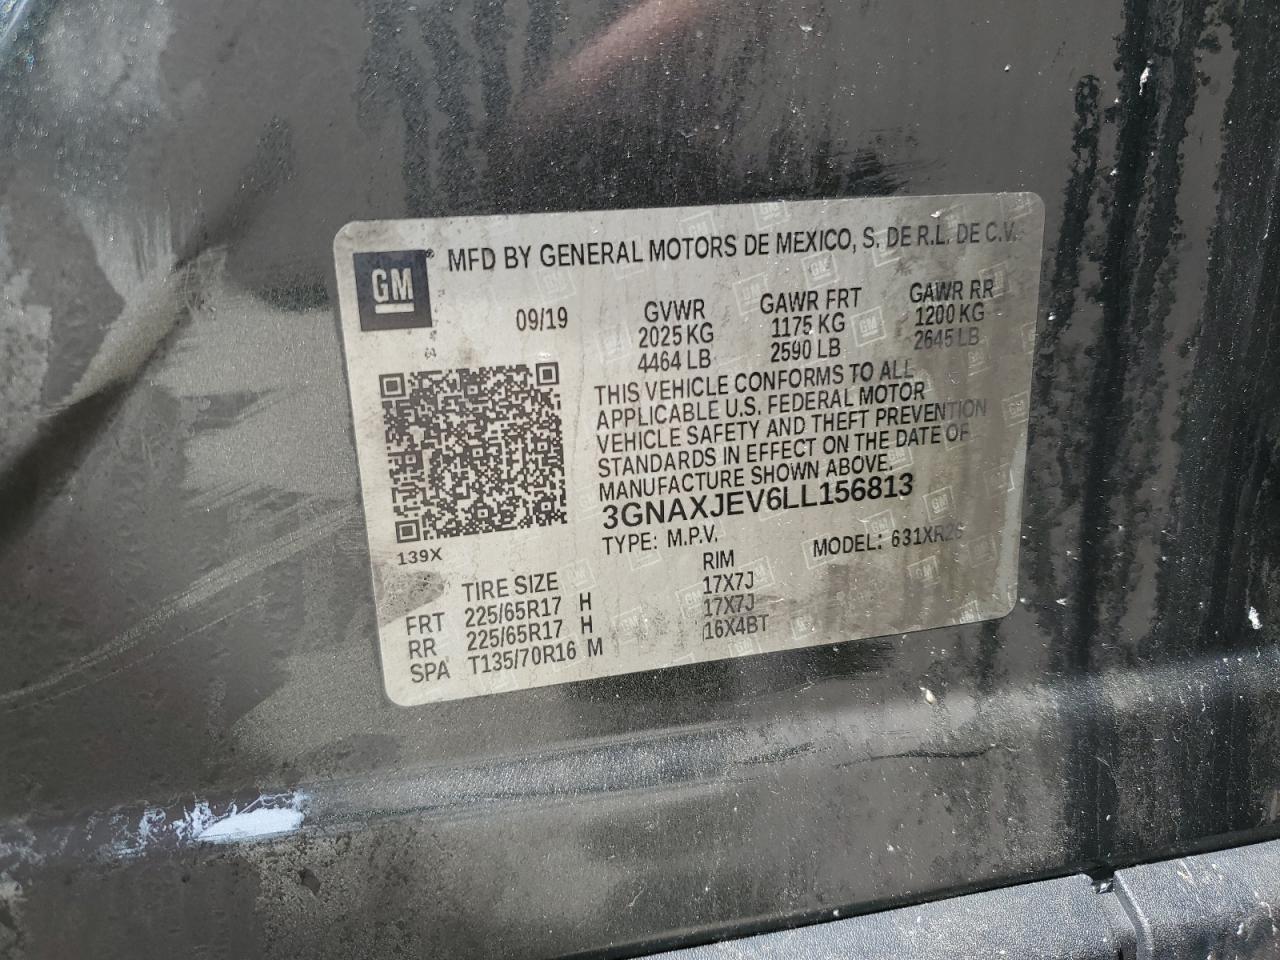 GM
MFD BY GENERAL MOTORS DE MEXICO, S. DE R.L. DE C.V.
09/19
GVWR GAWR FRT GAWR RR
2025 KG 1175 KG 1200 KG
4464 LB 2590 LB 2645 LB
THIS VEHICLE CONFORMS TO ALL
APPLICABLE U.S. FEDERAL MOTOR
VEHICLE SAFETY AND THEFT PREVENTION
STANDARDS IN EFFECT ON THE DATE OF
MANUFACTURE SHOWN ABOVE.
3GNAXJEV6LL156813
139X
TYPE: M.P.V. MODEL:
TIRE SIZE RIM
FRT 225/65R17 H 17X7J
RR 225/65R17 H 17X7J
SPA T135/70R16 M 16X4BT